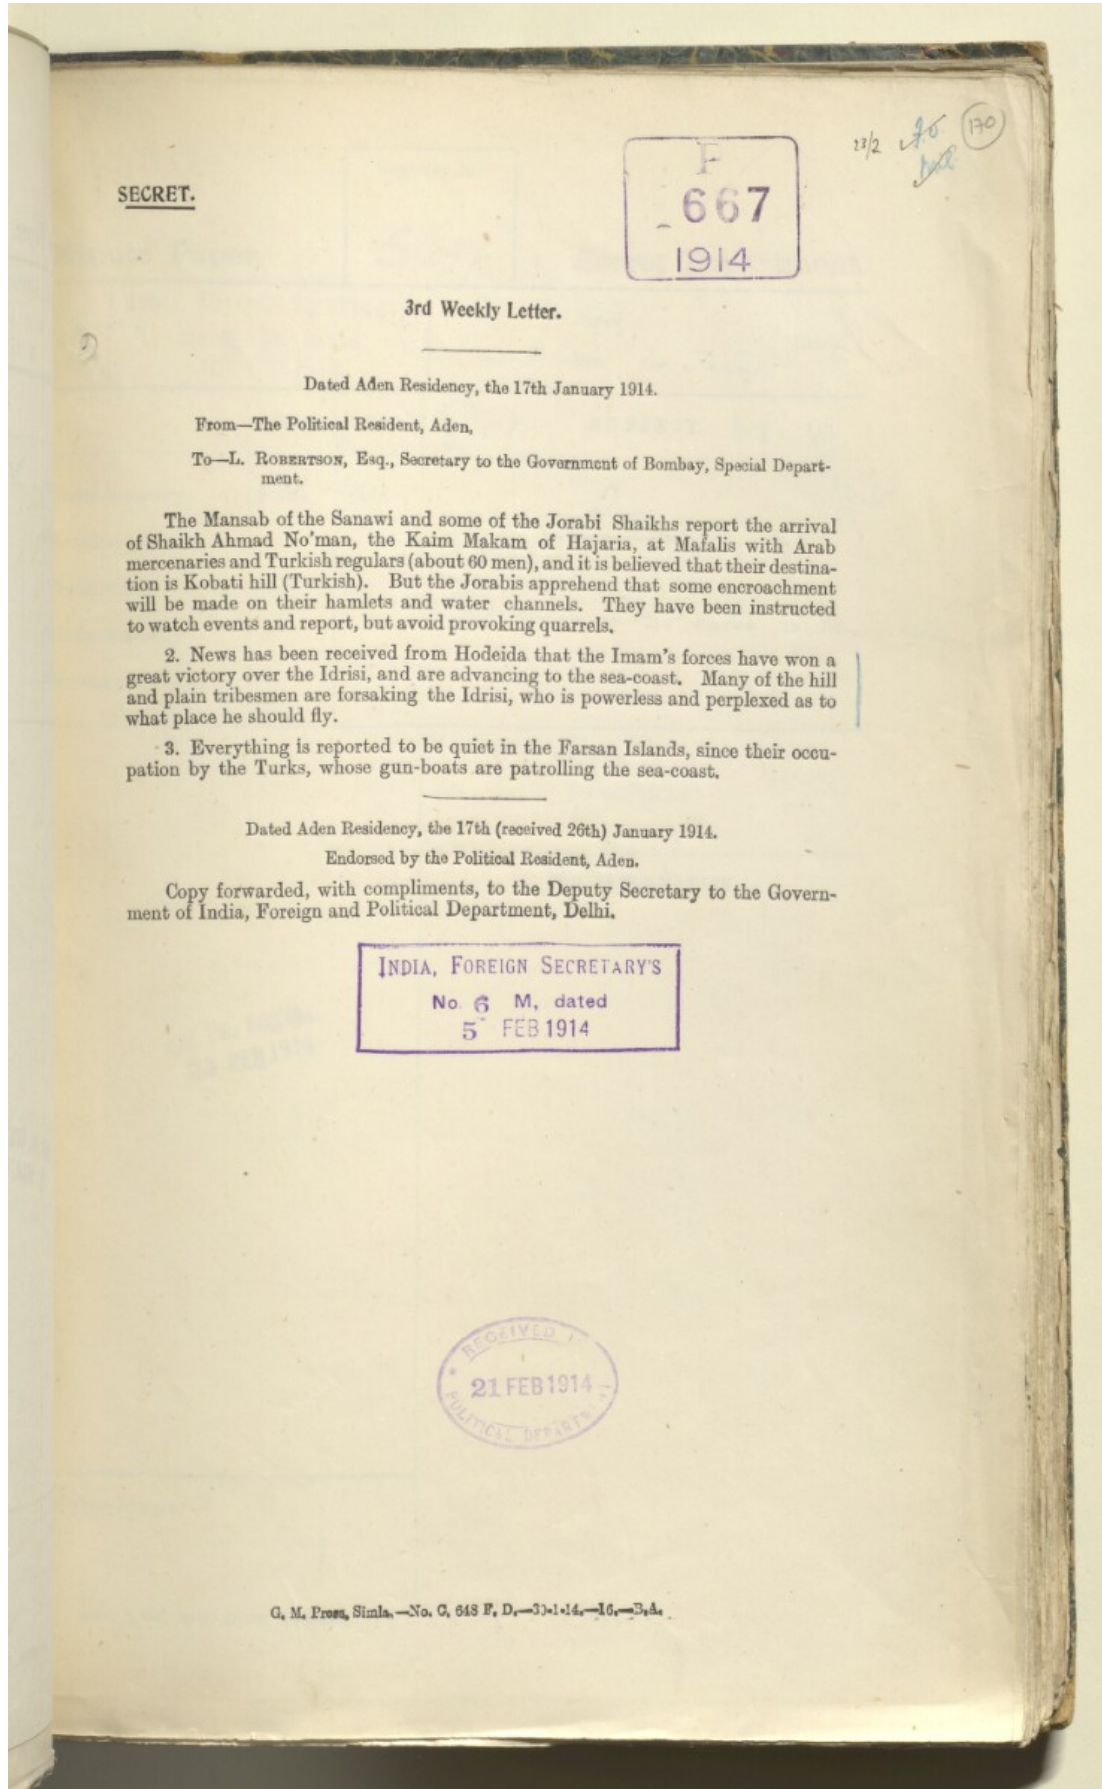 170
23/2
SECRET.
P
667
1914
3rd Weekly Letter.
Dated Aden Residency, the 17th January 1914.
From—The Political Resident, Aden,
To—L. ROBERTSON, Esq., Secretary to the Government of Bombay, Special Depart-
ment.
The Mansab of the Sanawi and some of the Jorabi Shaikhs report the arrival
of Shaikh Ahmad No'man, the Kaim Makam of Hajaria, at Mafalis with Arab
mercenaries and Turkish regulars (about 60 men), and it is believed that their destina-
tion is Kobati hill (Turkish). But the Jorabis apprehend that some encroachment
will be made on their hamlets and water channels. They have been instructed
to watch events and report, but avoid provoking quarrels.
2. News has been received from Hodeida that the Imam's forces have won a
great victory over the Idrisi, and are advancing to the sea-coast. Many of the hill
and plain tribesmen are forsaking the Idrisi, who is powerless and perplexed as to
what place he should fly.
3. Everything is reported to be quiet in the Farsan Islands, since their occu-
pation by the Turks, whose gun-boats are patrolling the sea-coast.
Dated Aden Residency, the 17th (received 26th) January 1914.
Endorsed by the Political Resident, Aden.
Copy forwarded, with compliments, to the Deputy Secretary to the Govern-
ment of India, Foreign and Political Department, Delhi.
INDIA, FOREIGN SECRETARY'S
No. 6 M, dated
5 FEB 1914
RECEIVED
21 FEB 1914
POLITICAL DEPARTMENT
G. M. Press, Simla.—No. C. 648 F. D.—30-1-14.—16.—B.A.